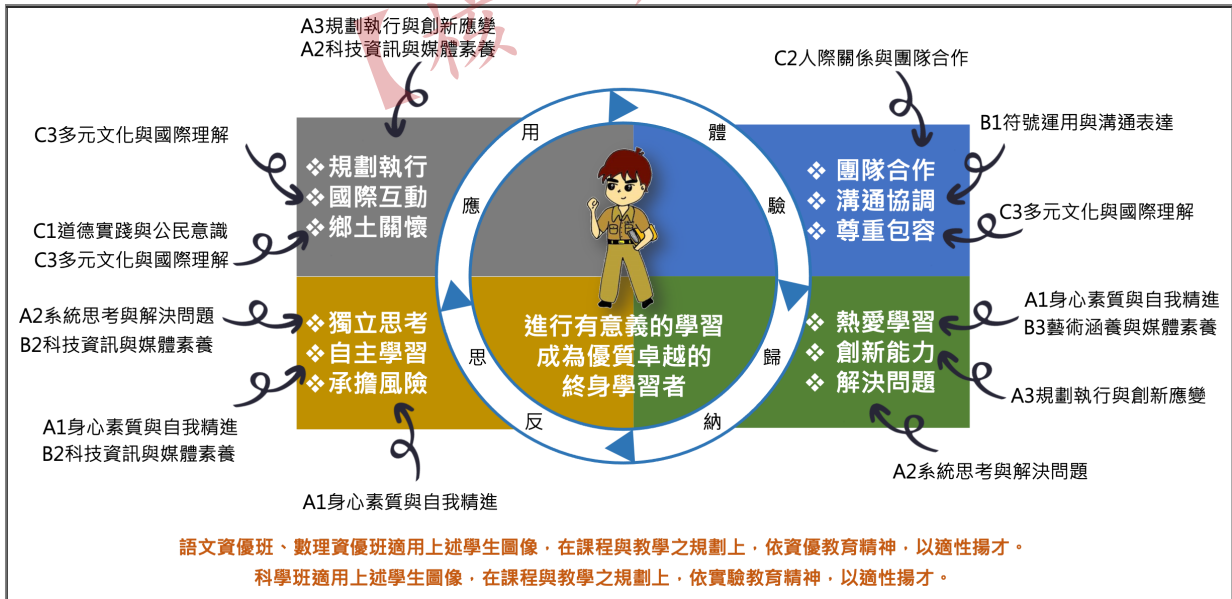 【核
A3規劃執行與創新應變
A2科技資訊與媒體素養
C3多元文化與國際理解
C1道德實踐與公民意識
C3多元文化與國際理解
❖規劃執行
❖國際互動
❖鄉土關懷
C2人際關係與團隊合作
B1符號運用與溝通表達
C3多元文化與國際理解
❖ 團隊合作
❖ 溝通協調
❖ 尊重包容
體驗
歸納
反思
應用
進行有意義的學習
成為優質卓越的
終身學習者
A2系統思考與解決問題
B2科技資訊與媒體素養
A1身心素質與自我精進
B2科技資訊與媒體素養
A1身心素質與自我精進
❖獨立思考
❖自主學習
❖承擔風險
❖ 熱愛學習
❖ 創新能力
❖ 解決問題
A1身心素質與自我精進
B3藝術涵養與媒體素養
A3規劃執行與創新應變
A2系統思考與解決問題
語文資優班、數理資優班適用上述學生圖像，在課程與教學之規劃上，依資優教育精神，以適性揚才。
科學班適用上述學生圖像，在課程與教學之規劃上，依實驗教育精神，以適性揚才。